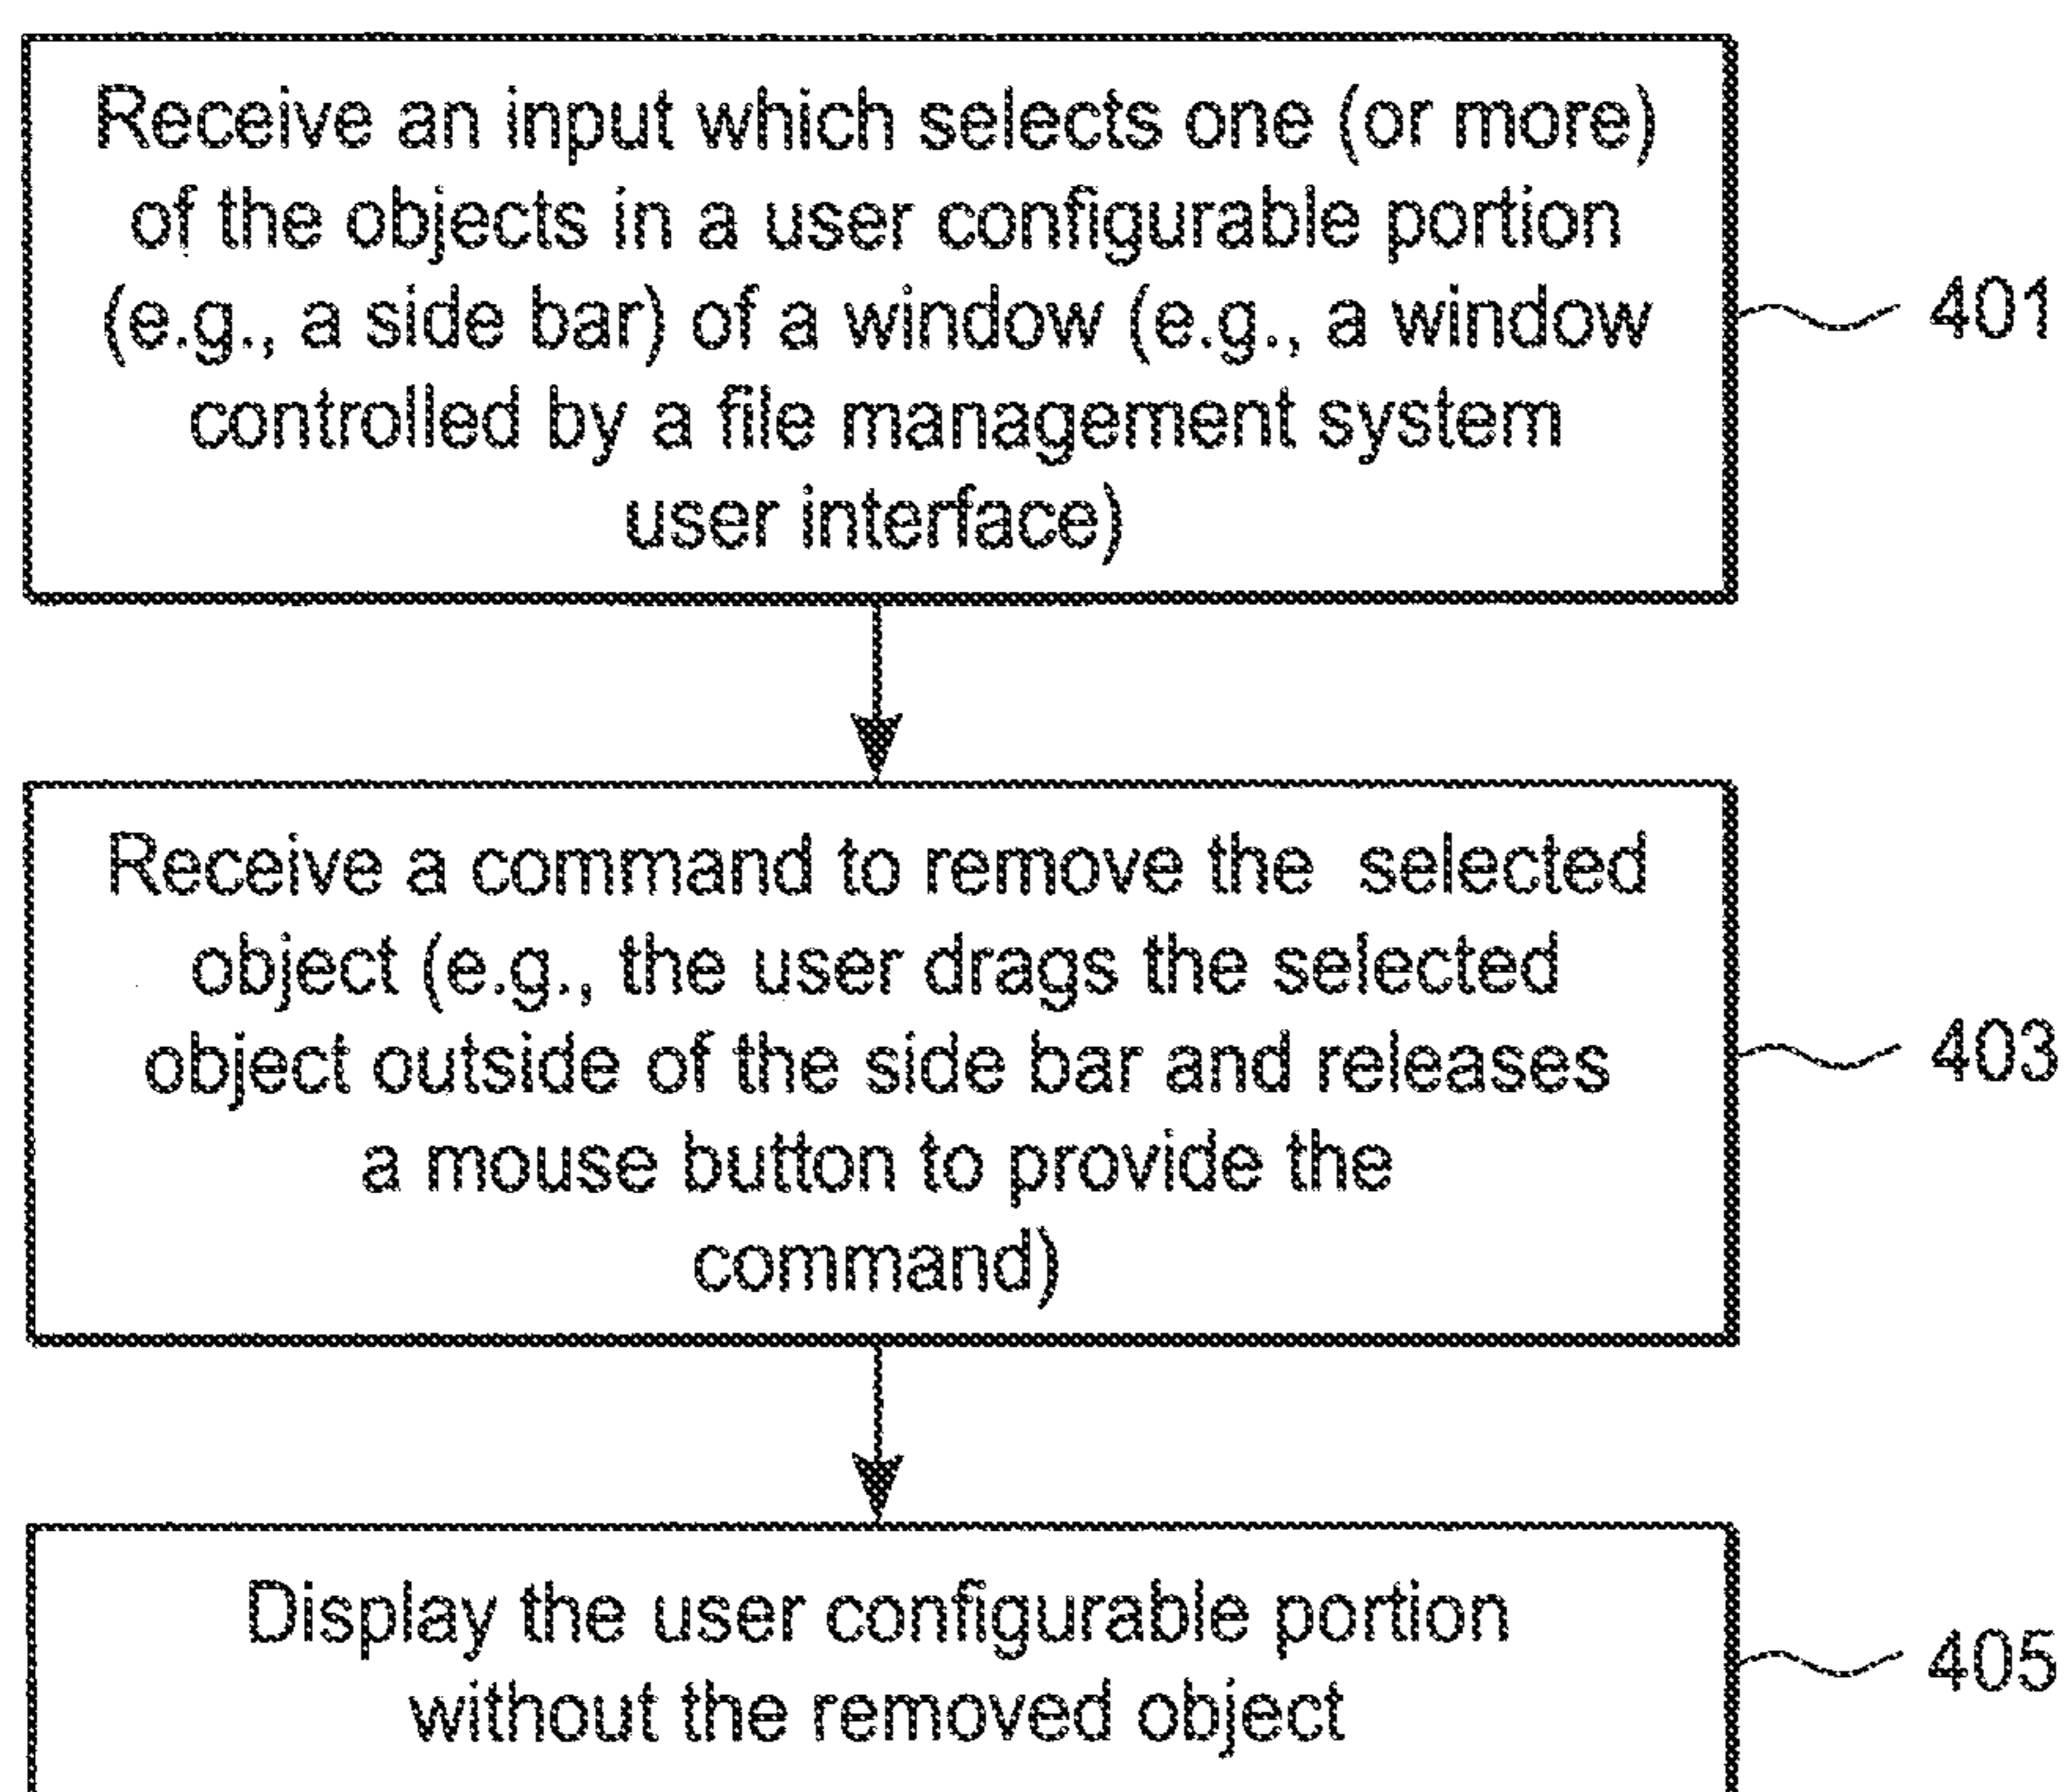 Receive an input which selects one (or more)
of the objects in a user configurable portion
(e.g., a side bar) of a window (e.g., a window
controlled by a file management system
user interface)
401
Receive a command to remove the selected
object (e.g., the user drags the selected
object outside of the side bar and releases
a mouse button to provide the
command)
403
Display the user configurable portion
without the removed object
405